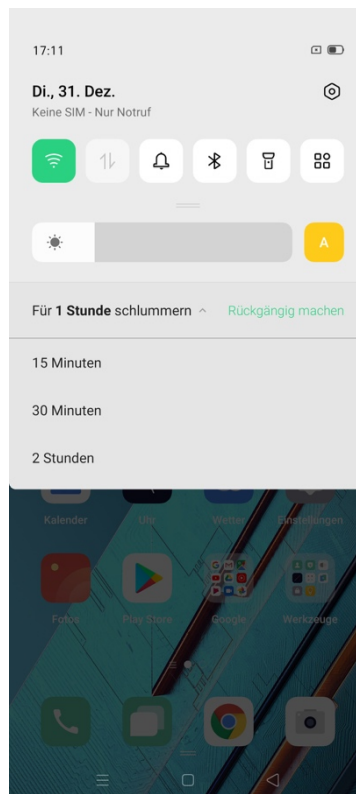 17:11
Di., 31. Dez.
Keine SIM - Nur Notruf
A
Für 1 Stunde schlummern
Rückgängig machen
15 Minuten
30 Minuten
2 Stunden
Kalender
Uhr
Wetter
Einstellungen
Fotos
Play Store
Google
Werkzeuge